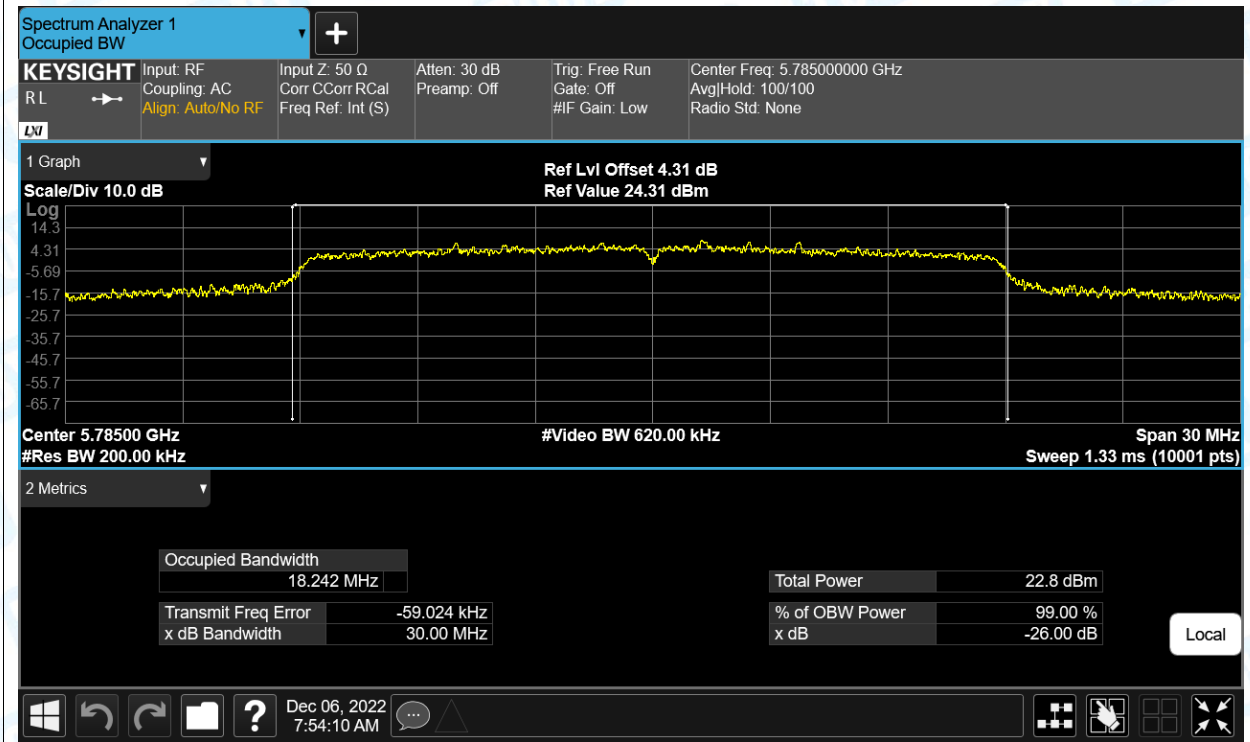 Spectrum Analyzer 1
Occupied BW
+
KEYSIGHT
R L
LXI
Input: RF
Coupling: AC
Align: Auto/No RF
Input Z: 50 Ω
Corr CCorr RCal
Freq Ref: Int (S)
Atten: 30 dB
Preamp: Off
Trig: Free Run
Gate: Off
#IF Gain: Low
Center Freq: 5.785000000 GHz
Avg|Hold: 100/100
Radio Std: None
1 Graph
Scale/Div 10.0 dB
Ref Lvl Offset 4.31 dB
Ref Value 24.31 dBm
Log
14.3
4.31
-5.69
-15.7
-25.7
-35.7
-45.7
-55.7
-65.7
Center 5.78500 GHz
#Res BW 200.00 kHz
#Video BW 620.00 kHz
Span 30 MHz
Sweep 1.33 ms (10001 pts)
2 Metrics
Occupied Bandwidth
18.242 MHz
Transmit Freq Error -59.024 kHz
x dB Bandwidth 30.00 MHz
Total Power 22.8 dBm
% of OBW Power 99.00 %
x dB -26.00 dB
Local
?
Dec 06, 2022
7:54:10 AM